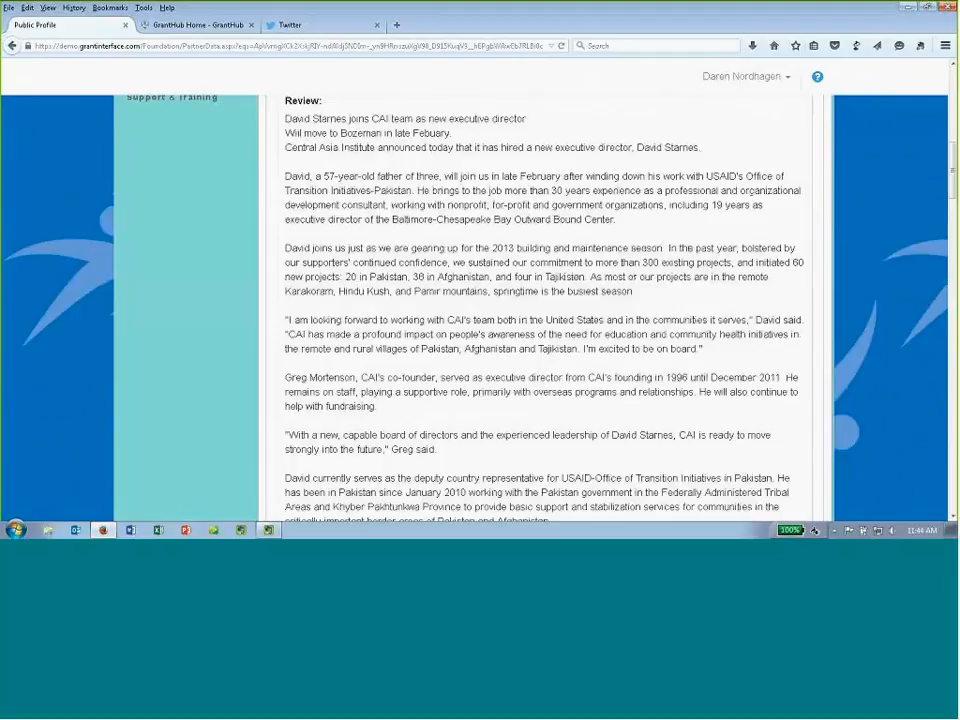 File Edit View History Bookmarks Tools Help
Public Profile × GrantHub Home - GrantHub × Twitter × +
Search
Daren Nordhagen ?
Support & Training
Review:
David Starnes joins CAI team as new executive director
Will move to Bozeman in late Febuary.
Central Asia Institute announced today that it has hired a new executive director, David Starnes.
David, a 57-year-old father of three, will join us in late February after winding down his work with USAID's Office of
Transition Initiatives-Pakistan. He brings to the job more than 30 years experience as a professional and organizational
development consultant, working with nonprofit, for-profit and government organizations, including 19 years as
executive director of the Baltimore-Chesapeake Bay Outward Bound Center.
David joins us just as we are gearing up for the 2013 building and maintenance season. In the past year, bolstered by
our supporters' continued confidence, we sustained our commitment to more than 300 existing projects, and initiated 60
new projects: 20 in Pakistan, 36 in Afghanistan, and four in Tajikistan. As most of our projects are in the remote
Karakoram, Hindu Kush, and Pamir mountains, springtime is the busiest season
"I am looking forward to working with CAI's team both in the United States and in the communities it serves," David said.
"CAI has made a profound impact on people's awareness of the need for education and community health initiatives in
the remote and rural villages of Pakistan, Afghanistan and Tajikistan. I'm excited to be on board."
Greg Mortenson, CAI's co-founder, served as executive director from CAI's founding in 1996 until December 2011. He
remains on staff, playing a supportive role, primarily with overseas programs and relationships. He will also continue to
help with fundraising.
"With a new, capable board of directors and the experienced leadership of David Starnes, CAI is ready to move
strongly into the future," Greg said.
David currently serves as the deputy country representative for USAID-Office of Transition Initiatives in Pakistan. He
has been in Pakistan since January 2010 working with the Pakistan government in the Federally Administered Tribal
Areas and Khyber Pakhtunkwa Province to provide basic support and stabilization services for communities in the
critically important border areas of Pakistan and Afghanistan.
100% 11:44 AM